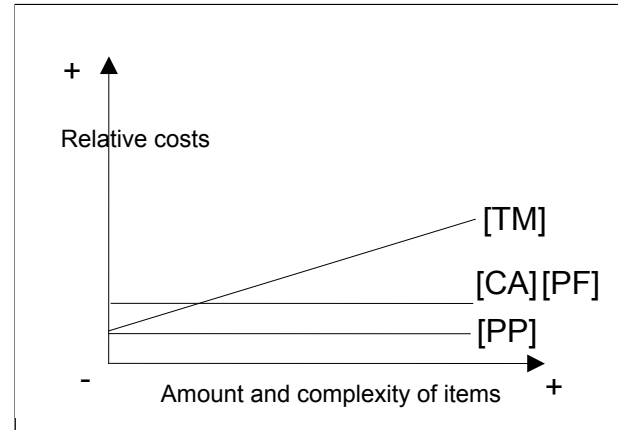 +
Relative costs
[TM]
[CA][PF]
[PP]
-
Amount and complexity of items
+